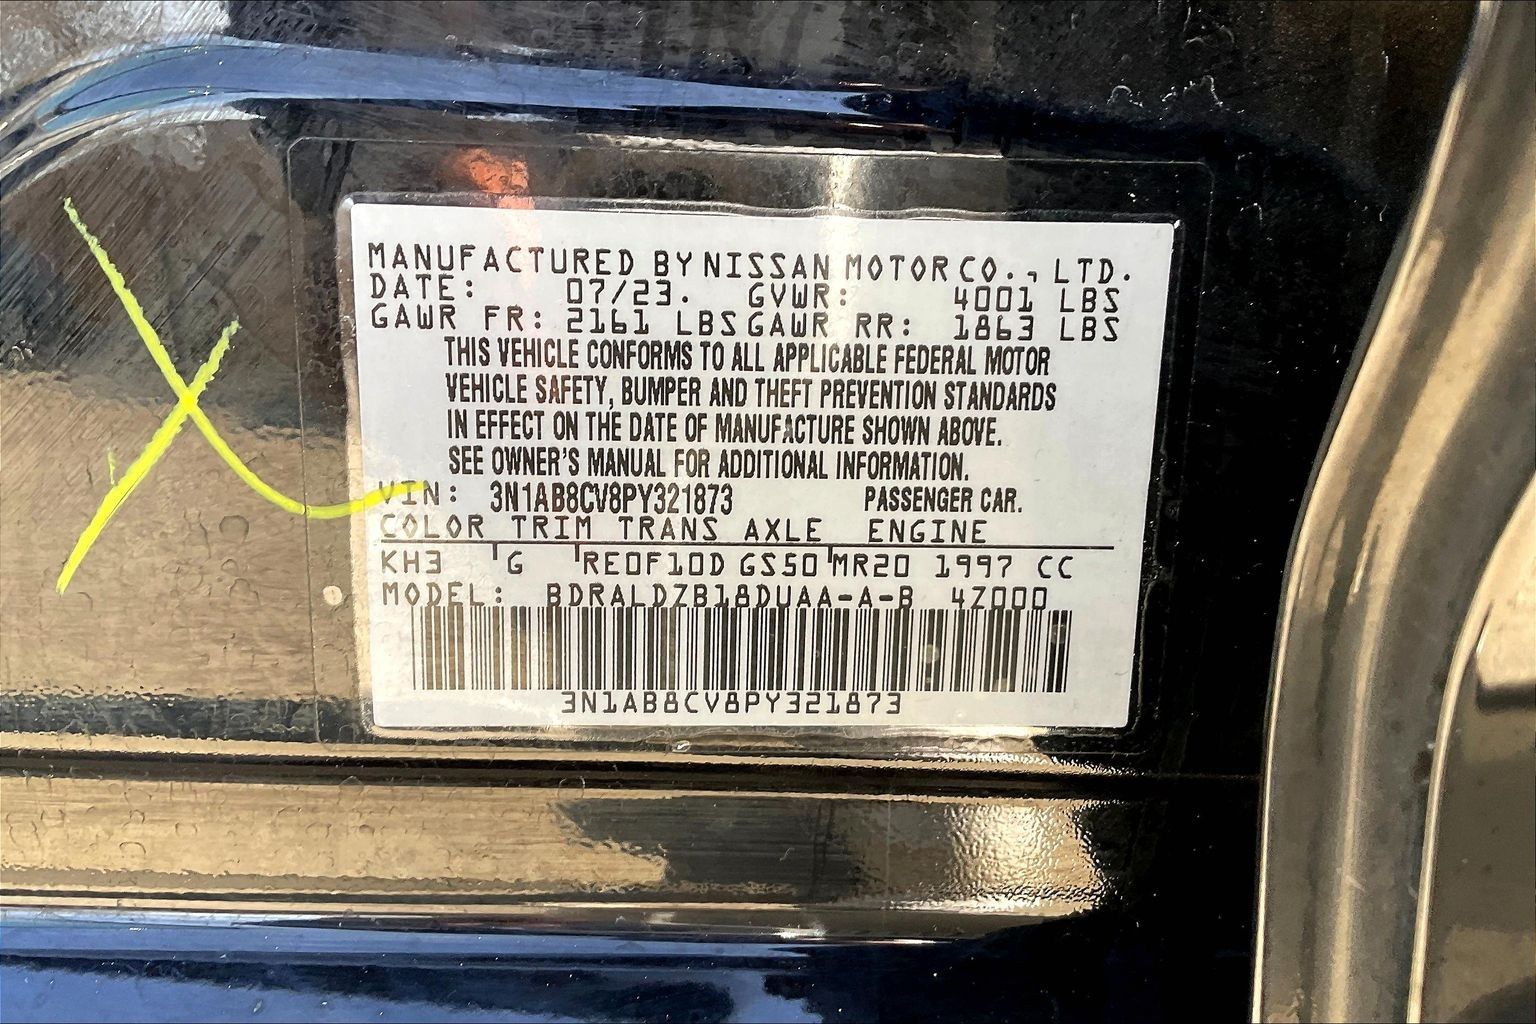 MANUFACTURED BY NISSAN MOTOR CO., LTD.
DATE: 07/23. GVWR: 4001 LBS
GAWR FR: 2161 LBS GAWR RR: 1863 LBS
THIS VEHICLE CONFORMS TO ALL APPLICABLE FEDERAL MOTOR
VEHICLE SAFETY, BUMPER AND THEFT PREVENTION STANDARDS
IN EFFECT ON THE DATE OF MANUFACTURE SHOWN ABOVE.
SEE OWNER'S MANUAL FOR ADDITIONAL INFORMATION.
VIN: 3N1AB8CV8PY321873 PASSENGER CAR.
COLOR TRIM TRANS AXLE ENGINE
KH3 G RE0F10D GS50 MR20 1997 CC
MODEL: BDRALDZB18DUAA-A-B 4Z000
3N1AB8CV8PY321873